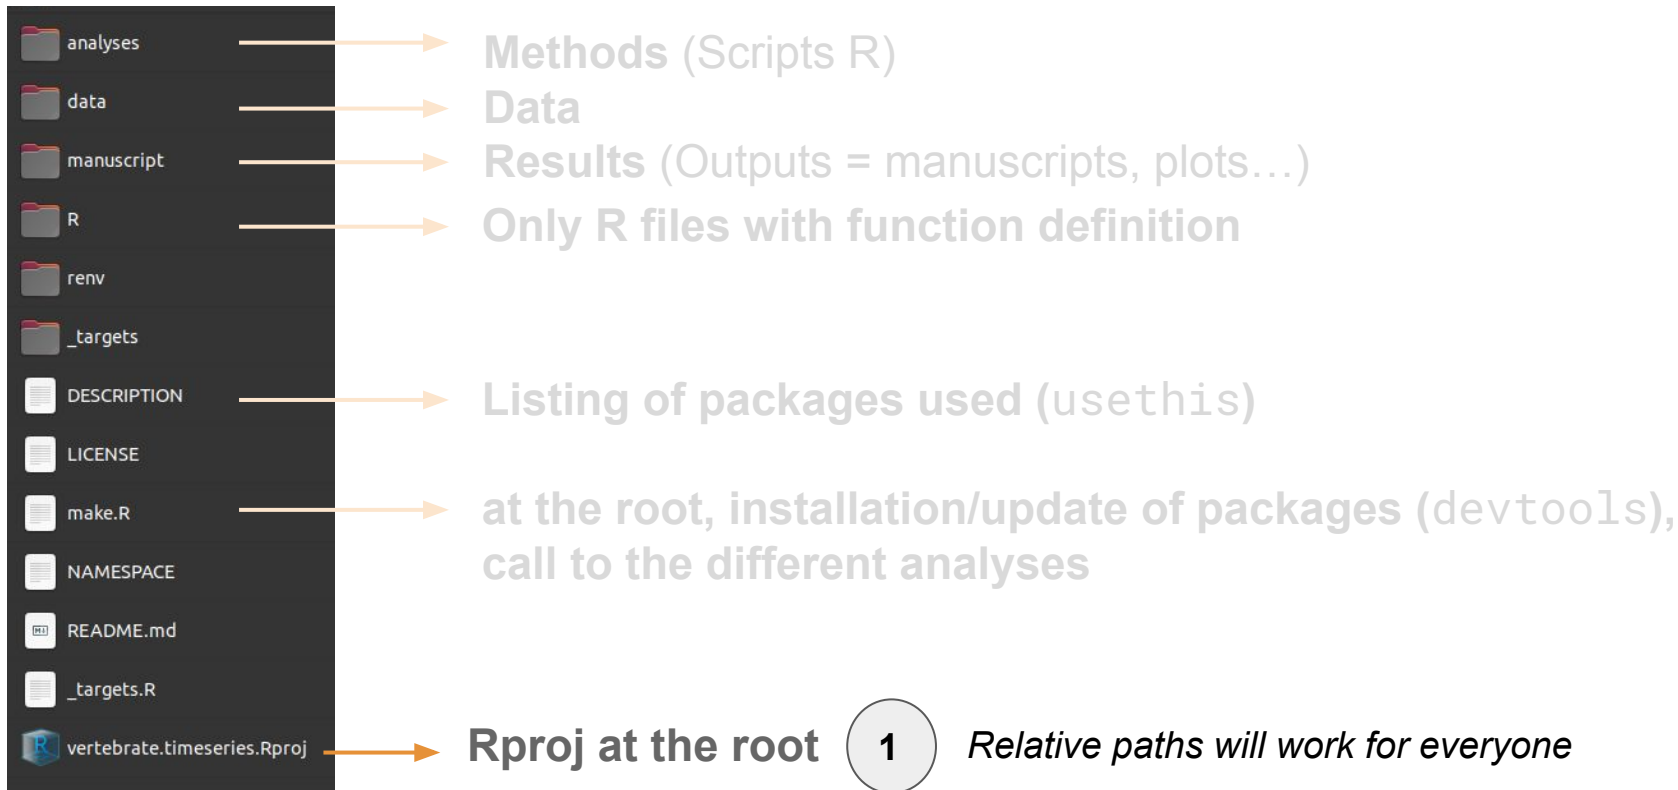 analyses
Methods (Scripts R)
data
Data
manuscript
Results (Outputs = manuscripts, plots…)
R
Only R files with function definition
renv
_targets
DESCRIPTION
Listing of packages used (usethis)
LICENSE
make.R
at the root, installation/update of packages (devtools),
call to the different analyses
NAMESPACE
M↓
README.md
_targets.R
R
vertebrate.timeseries.Rproj
Rproj at the root
1
Relative paths will work for everyone